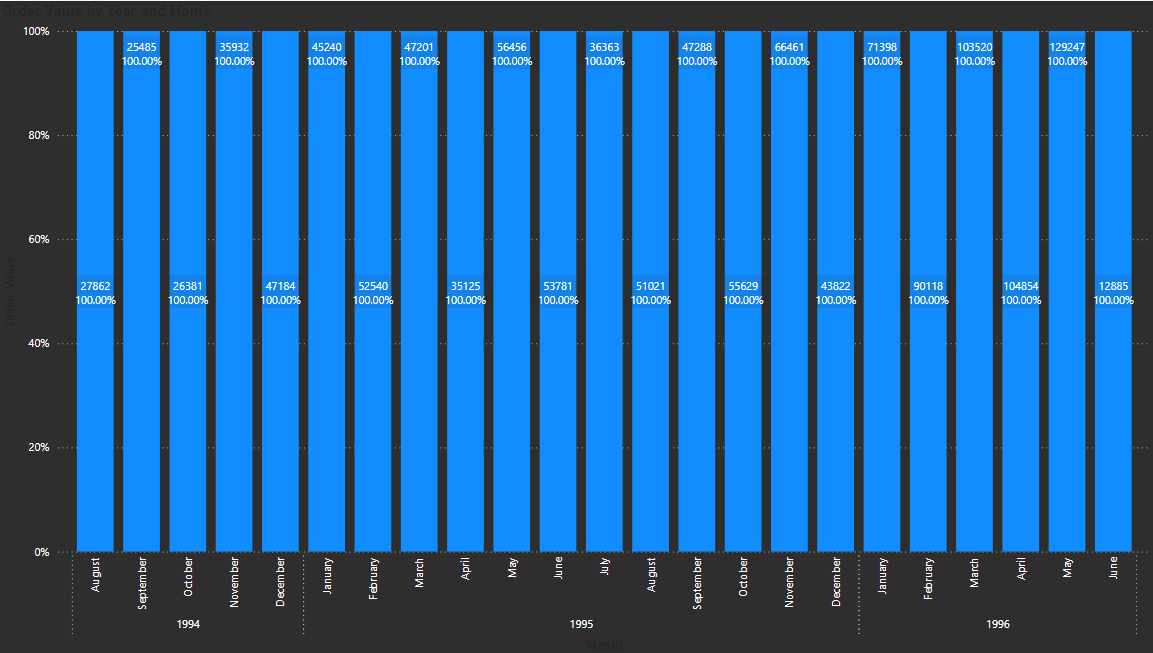 Order Value by Year and Month
100%
80%
60%
40%
20%
0%
Order Value
27862
100.00%
25485
100.00%
26381
100.00%
35932
100.00%
47184
100.00%
45240
100.00%
52540
100.00%
47201
100.00%
35125
100.00%
56456
100.00%
53781
100.00%
36363
100.00%
51021
100.00%
47288
100.00%
55629
100.00%
66461
100.00%
43822
100.00%
71398
100.00%
90118
100.00%
103520
100.00%
104854
100.00%
129247
100.00%
12885
100.00%
August
September
October
November
December
January
February
March
April
May
June
July
August
September
October
November
December
January
February
March
April
May
June
1994
1995
1996
Month